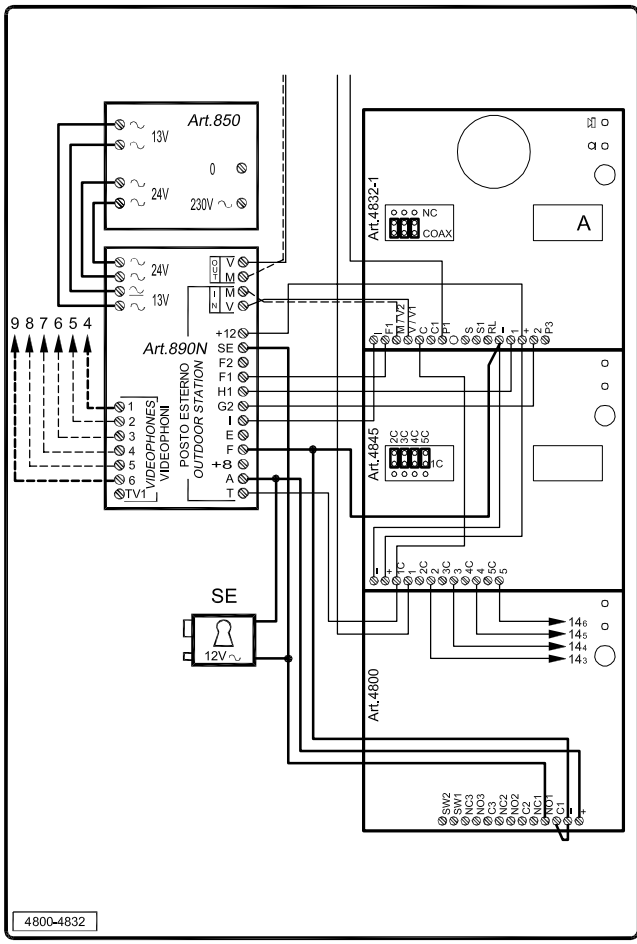 Art.850
13V
24V
0
230V
24V
13V
OUT
V
M
IN
M
V
+12
SE
F2
F1
H1
G2
I
E
F
+8
A
T
Art.890N
POSTO ESTERNO
OUTDOOR STATION
VIDEOPHONES
VIDEOPHONI
1
2
3
4
5
6
TV1
9 8 7 6 5 4
SE
12V
Art.4832-1
NC
COAX
A
I F1 M/V2 V/V1 C C1 P1 S S1 RL − 1 + 2 P3
Art.4845
2C 3C 4C 5C
1C
− + 1C 1 2C 2 3C 3 4C 4 5C 5
Art.4800
14₆
14₅
14₄
14₃
SW2 SW1 NC3 NO3 C3 NC2 NO2 C2 NC1 NO1 C1 − +
4800-4832